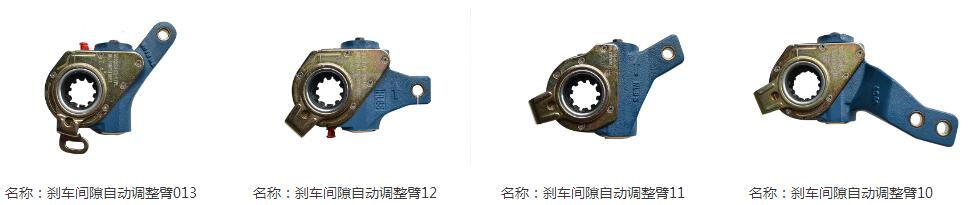 名称：刹车间隙自动调整臂013
名称：刹车间隙自动调整臂12
名称：刹车间隙自动调整臂11
名称：刹车间隙自动调整臂10